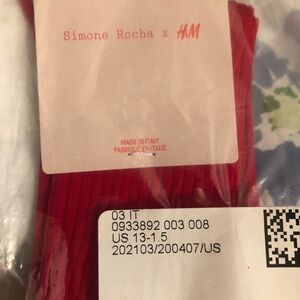 Simone Rocha x H&M
MADE IN ITALY
FABRIQUÉ EN ITALIE
03 IT
0933892 003 008
US 13-1.5
202103/200407/US